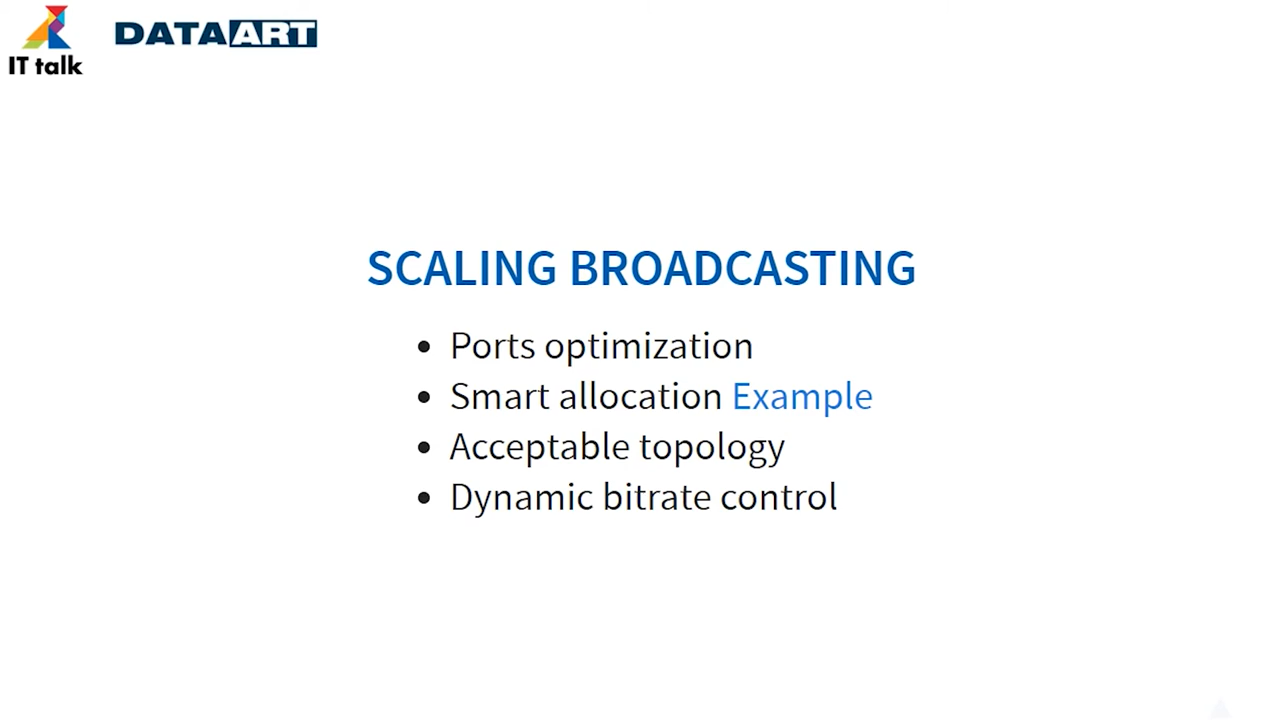 IT talk
DATAART
SCALING BROADCASTING
Ports optimization
Smart allocation Example
Acceptable topology
Dynamic bitrate control